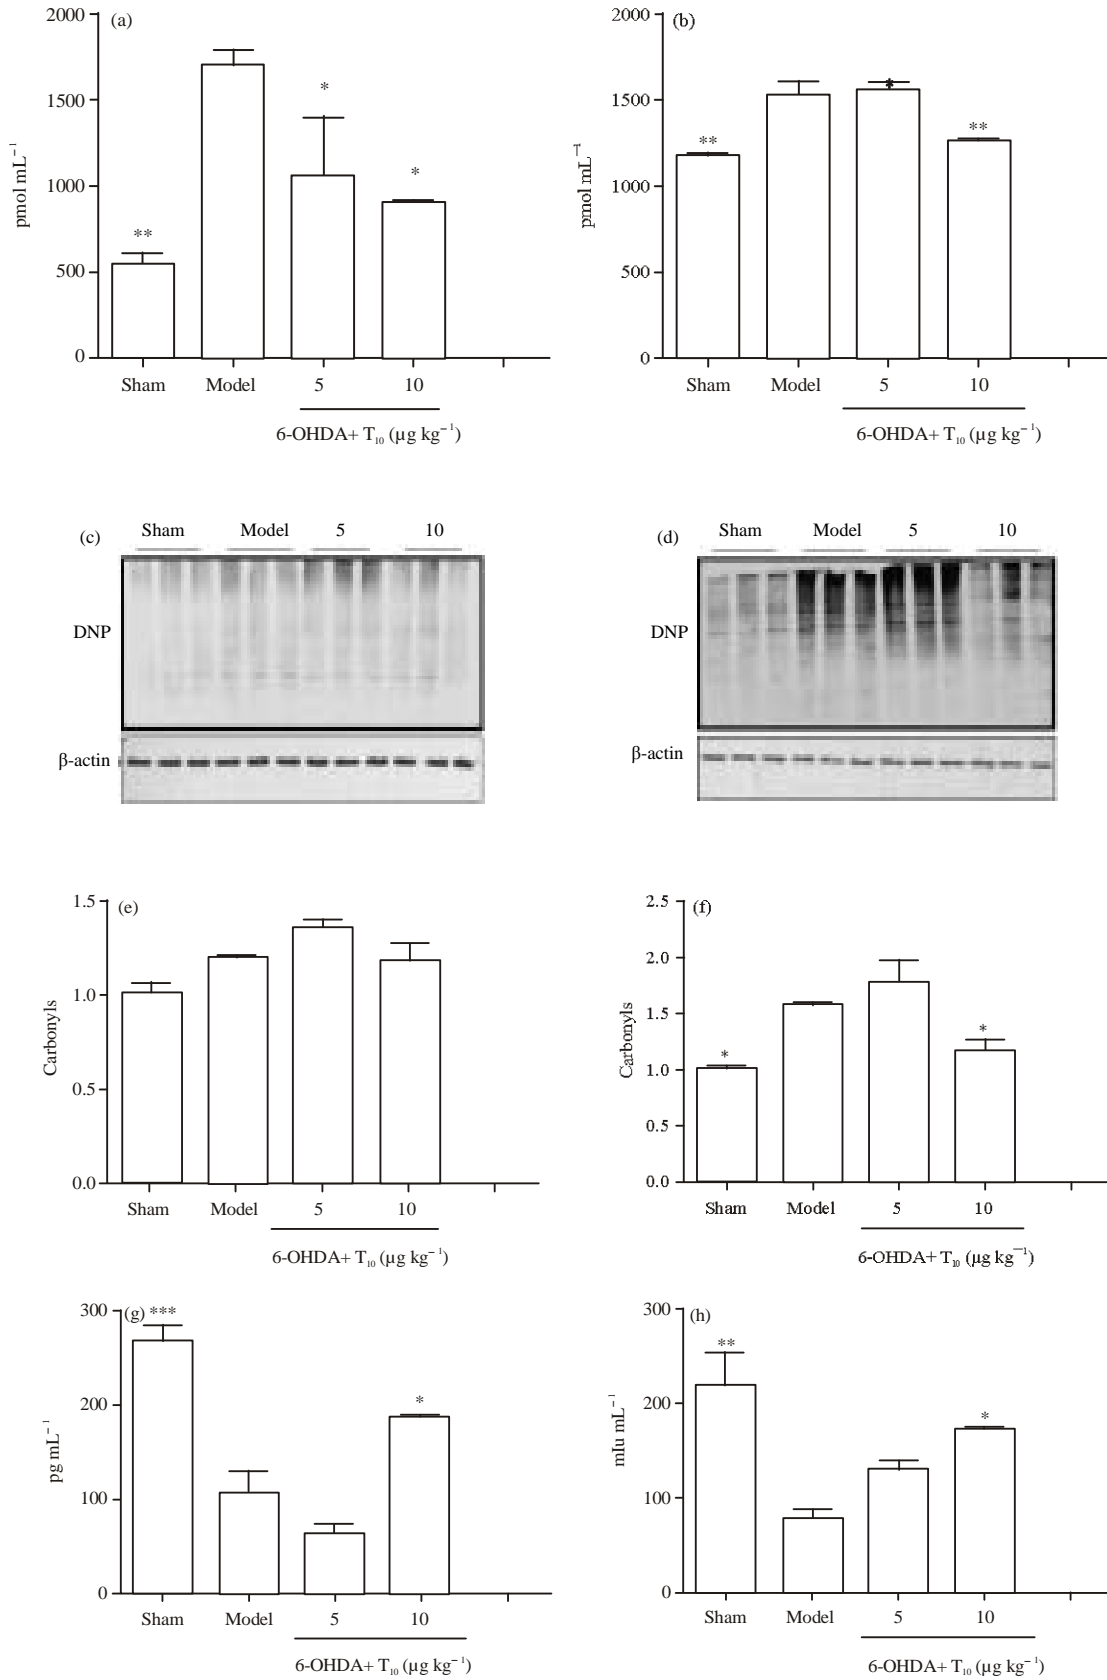 (a)
2000
1500
1000
500
0
pmol mL⁻¹
**
*
*
Sham Model 5 10
6-OHDA+ T₁₀ (µg kg⁻¹)
(b)
2000
1500
1000
500
0
pmol mL⁻¹
**
*
**
Sham Model 5 10
6-OHDA+ T₁₀ (µg kg⁻¹)
(c)
Sham Model 5 10
DNP
β-actin
(d)
Sham Model 5 10
DNP
β-actin
(e)
1.5
1.0
0.5
0.0
Carbonyls
Sham Model 5 10
6-OHDA+ T₁₀ (µg kg⁻¹)
(f)
2.5
2.0
1.5
1.0
0.5
0.0
Carbonyls
*
*
Sham Model 5 10
6-OHDA+ T₁₀ (µg kg⁻¹)
(g)
300
200
100
0
pg mL⁻¹
***
*
Sham Model 5 10
6-OHDA+ T₁₀ (µg kg⁻¹)
(h)
300
200
100
0
mIu mL⁻¹
**
*
Sham Model 5 10
6-OHDA+ T₁₀ (µg kg⁻¹)